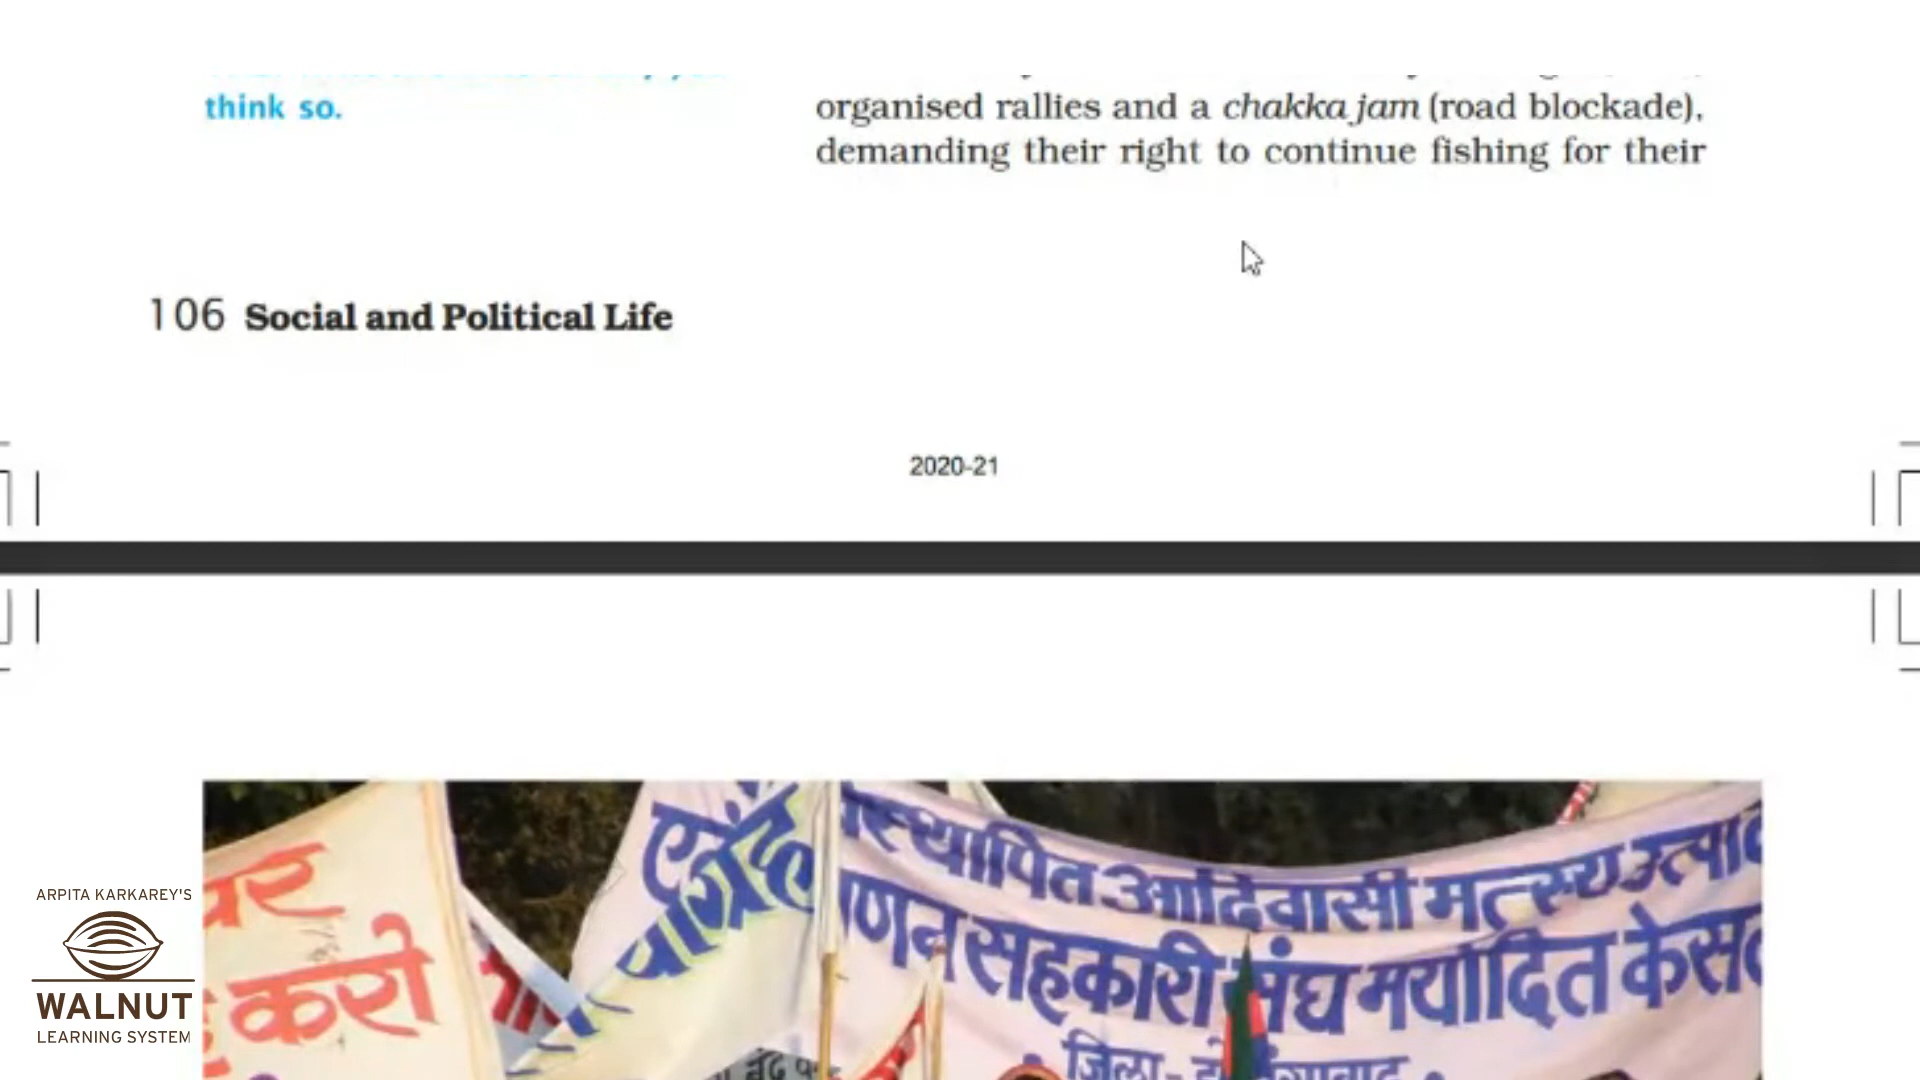 think so.
organised rallies and a chakka jam (road blockade),
demanding their right to continue fishing for their
106 Social and Political Life
2020-21
स्थापित आदिवासी मत्स्य उत्पाद
सहकारी संघ मर्यादित केसल
जिला-
करो
ARPITA KARKAREY'S
WALNUT
LEARNING SYSTEM